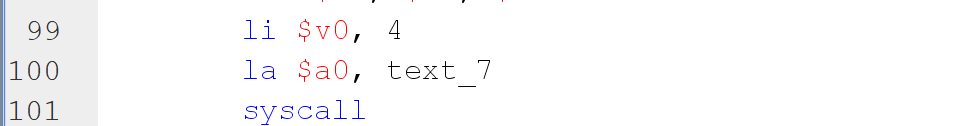 99 li $v0, 4
100 la $a0, text_7
101 syscall